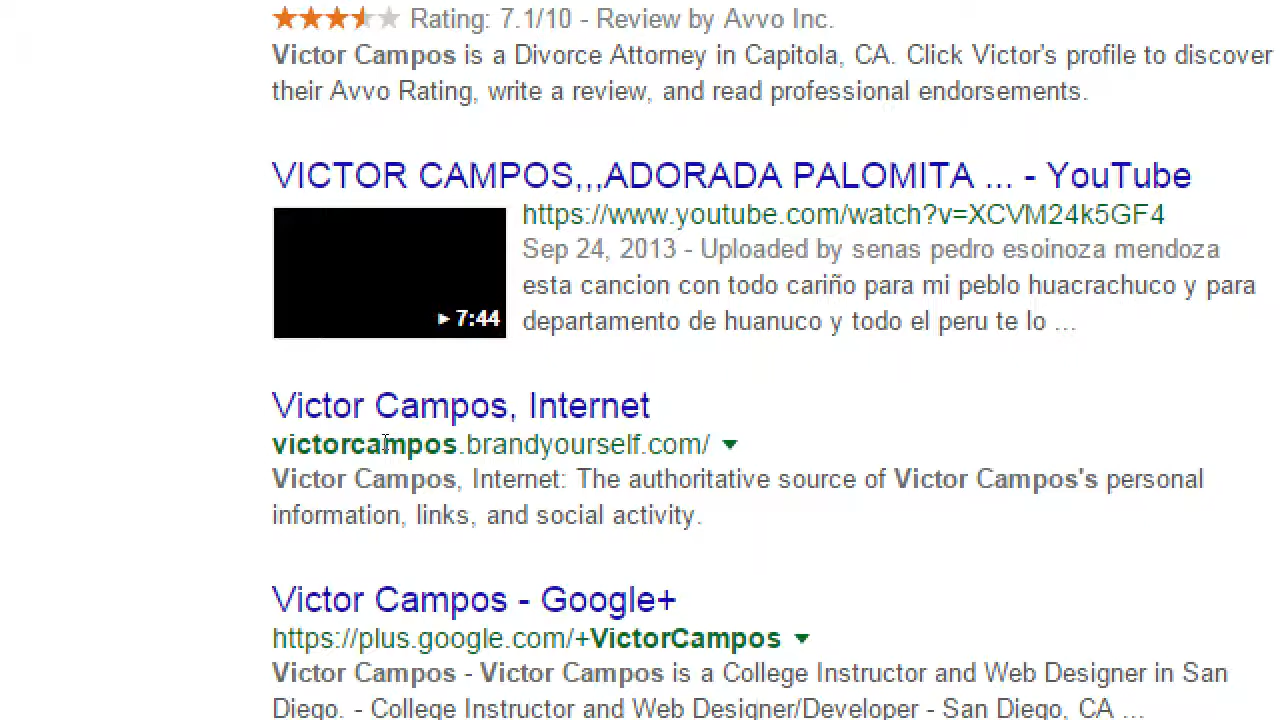 Rating: 7.1/10 - Review by Avvo Inc.
Victor Campos is a Divorce Attorney in Capitola, CA. Click Victor's profile to discover
their Avvo Rating, write a review, and read professional endorsements.
VICTOR CAMPOS,,,ADORADA PALOMITA ... - YouTube
https://www.youtube.com/watch?v=XCVM24k5GF4
Sep 24, 2013 - Uploaded by senas pedro esoinoza mendoza
esta cancion con todo cariño para mi peblo huacrachuco y para
departamento de huanuco y todo el peru te lo ...
7:44
Victor Campos, Internet
victorcampos.brandyourself.com/
Victor Campos, Internet: The authoritative source of Victor Campos's personal
information, links, and social activity.
Victor Campos - Google+
https://plus.google.com/+VictorCampos
Victor Campos - Victor Campos is a College Instructor and Web Designer in San
Diego. - College Instructor and Web Designer/Developer - San Diego, CA ...